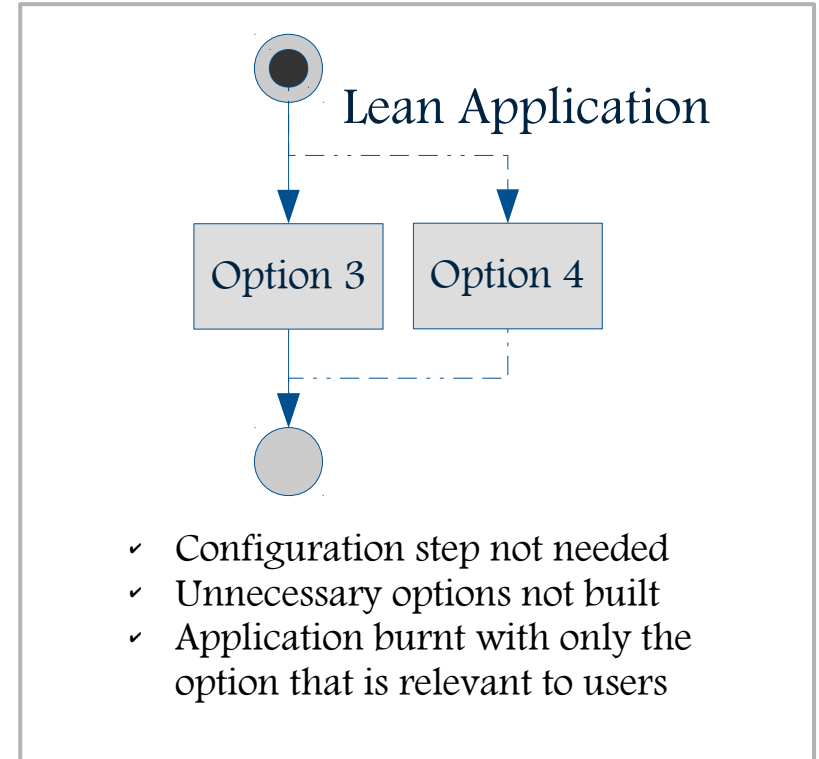 Lean Application
Option 3
Option 4
✔ Configuration step not needed
✔ Unnecessary options not built
✔ Application burnt with only the
option that is relevant to users